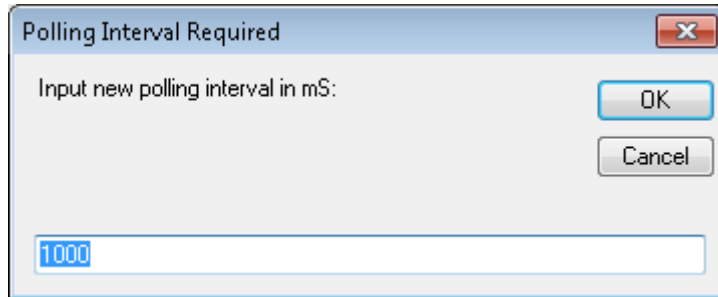 Polling Interval Required
Input new polling interval in mS:
OK
Cancel
1000